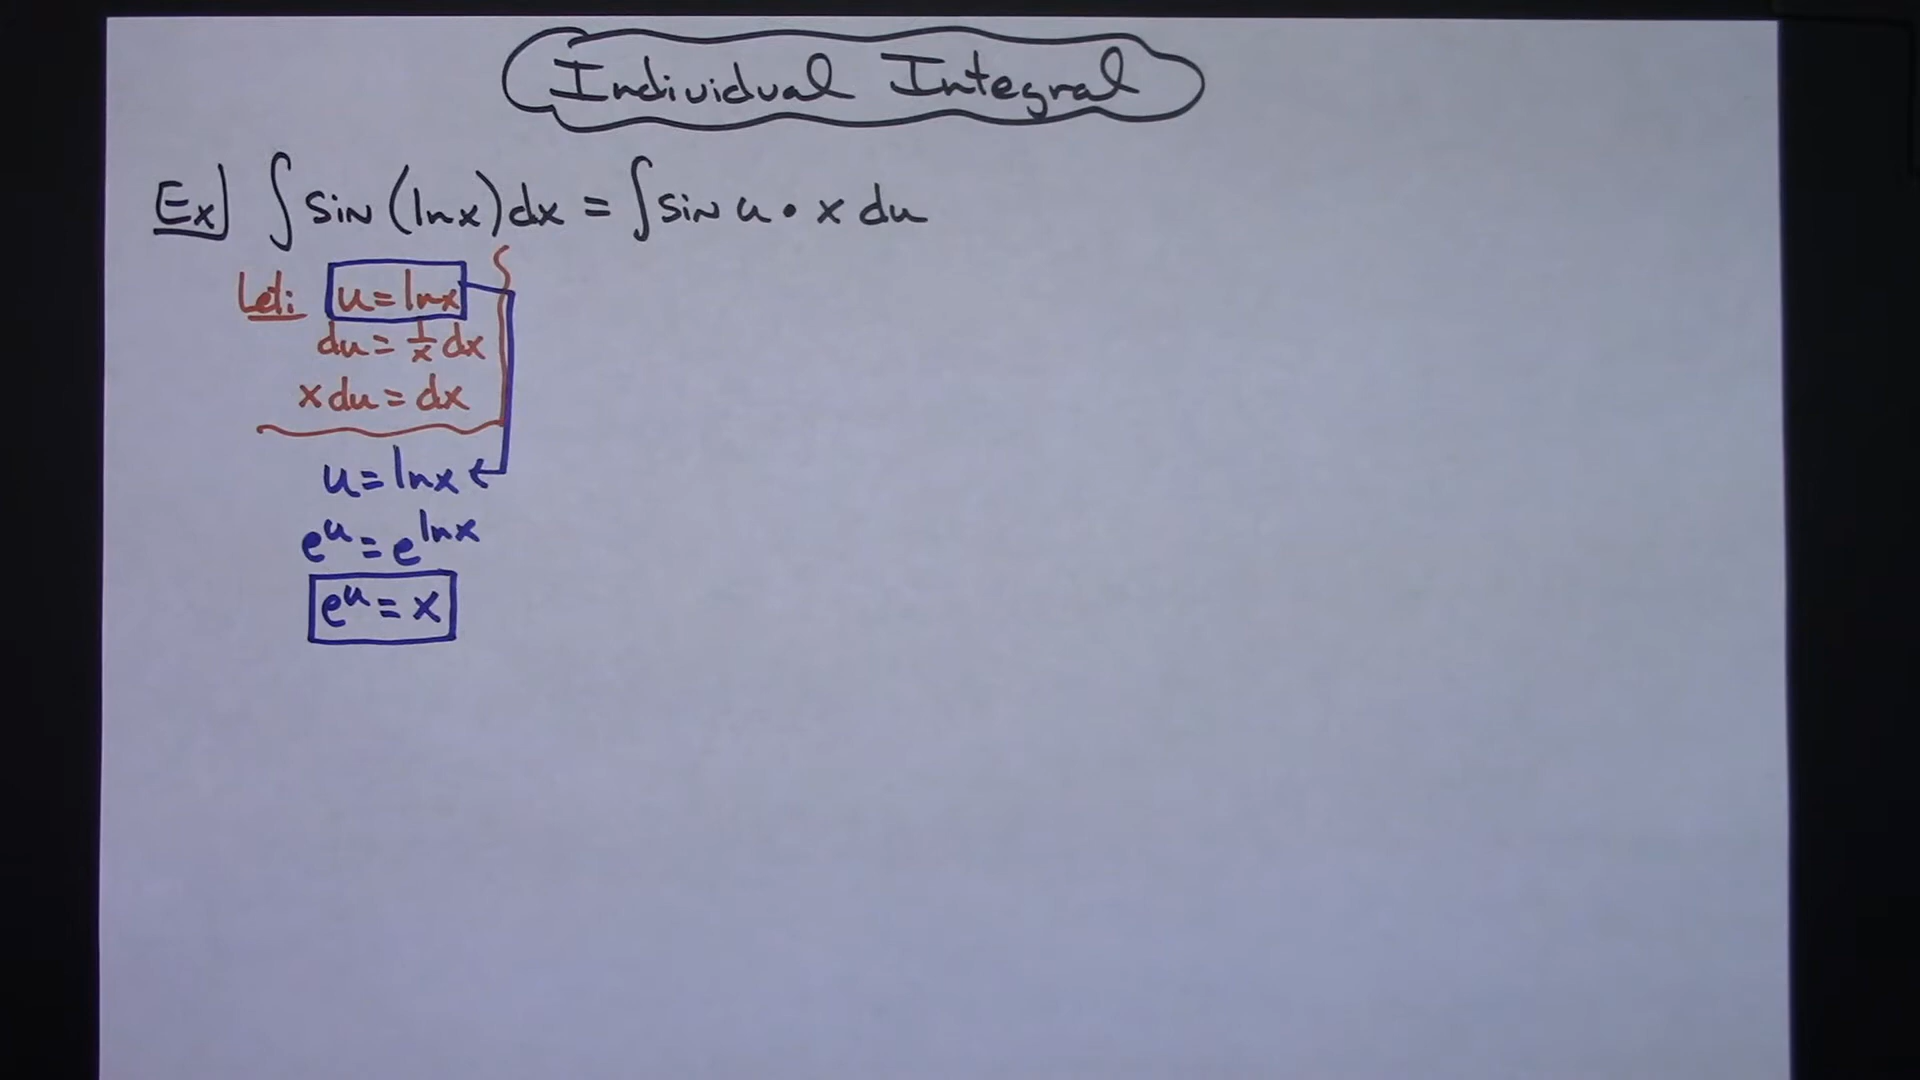 Individual Integral
Ex) ∫ sin (lnx) dx = ∫ sin u • x du
Let: u = lnx
du = 1/x dx
x du = dx
u = lnx
e^u = e^lnx
e^u = x